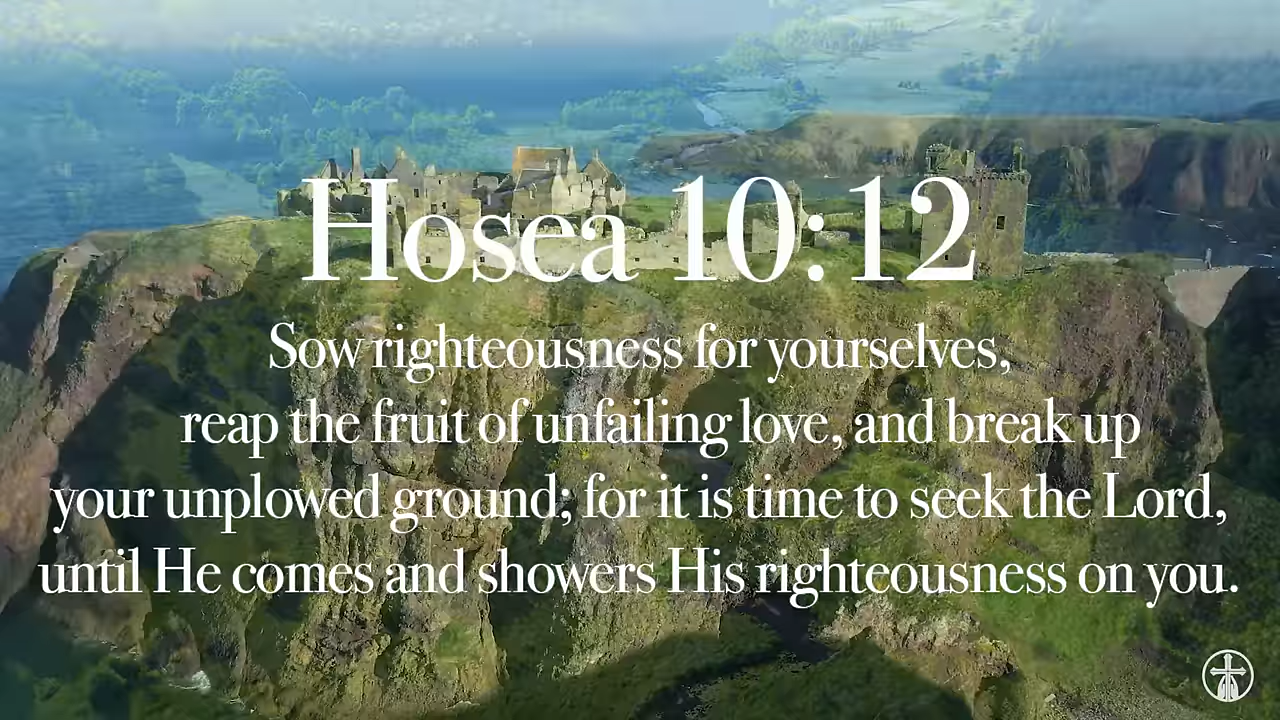 Hosea 10:12
Sow righteousness for yourselves,
reap the fruit of unfailing love, and break up
your unplowed ground; for it is time to seek the Lord,
until He comes and showers His righteousness on you.